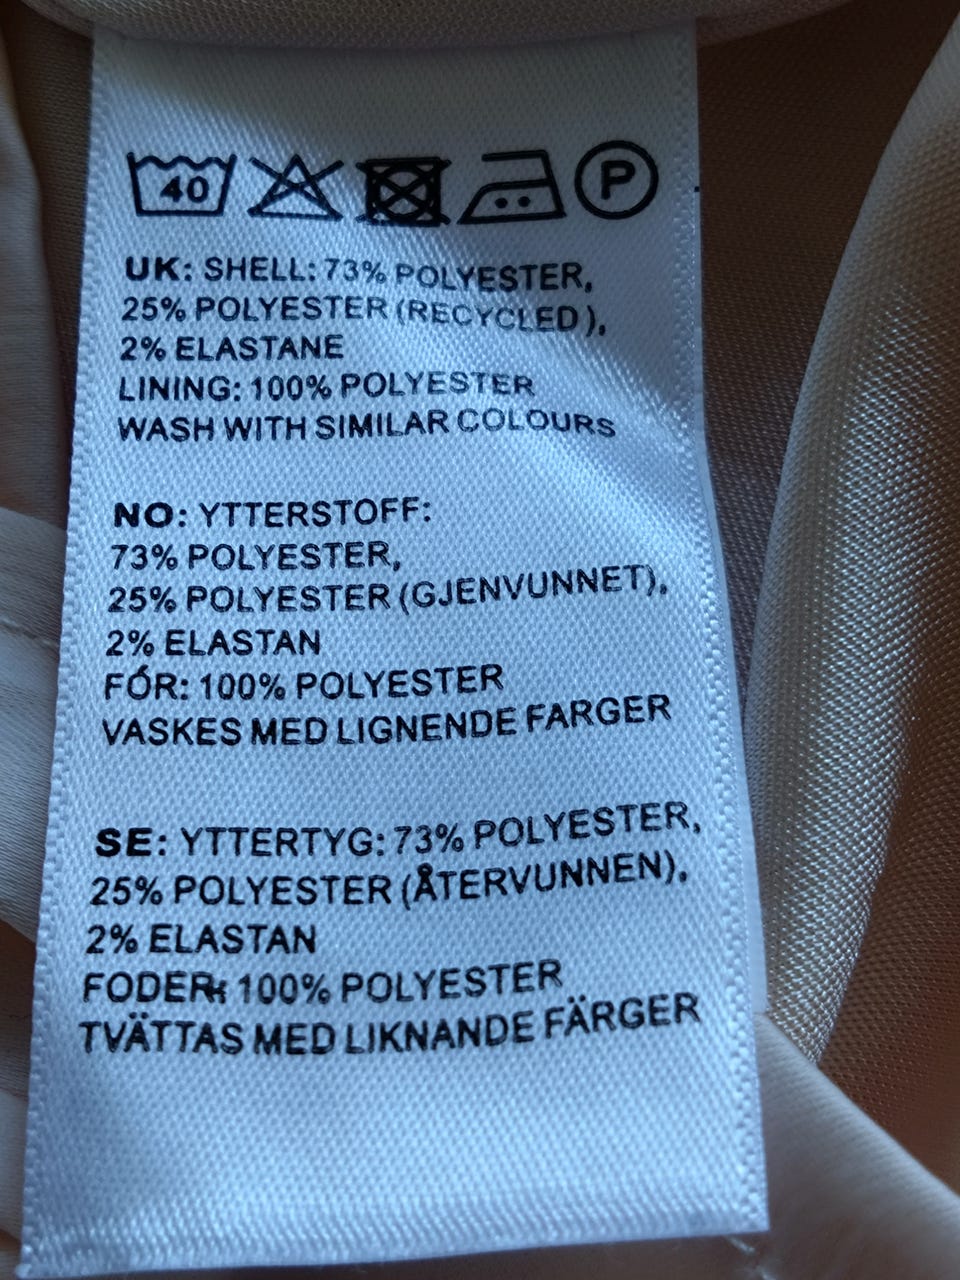 40 P
UK: SHELL: 73% POLYESTER,
25% POLYESTER (RECYCLED),
2% ELASTANE
LINING: 100% POLYESTER
WASH WITH SIMILAR COLOURS
NO: YTTERSTOFF:
73% POLYESTER,
25% POLYESTER (GJENVUNNET),
2% ELASTAN
FÓR: 100% POLYESTER
VASKES MED LIGNENDE FARGER
SE: YTTERTYG: 73% POLYESTER,
25% POLYESTER (ÅTERVUNNEN),
2% ELASTAN
FODER: 100% POLYESTER
TVÄTTAS MED LIKNANDE FÄRGER